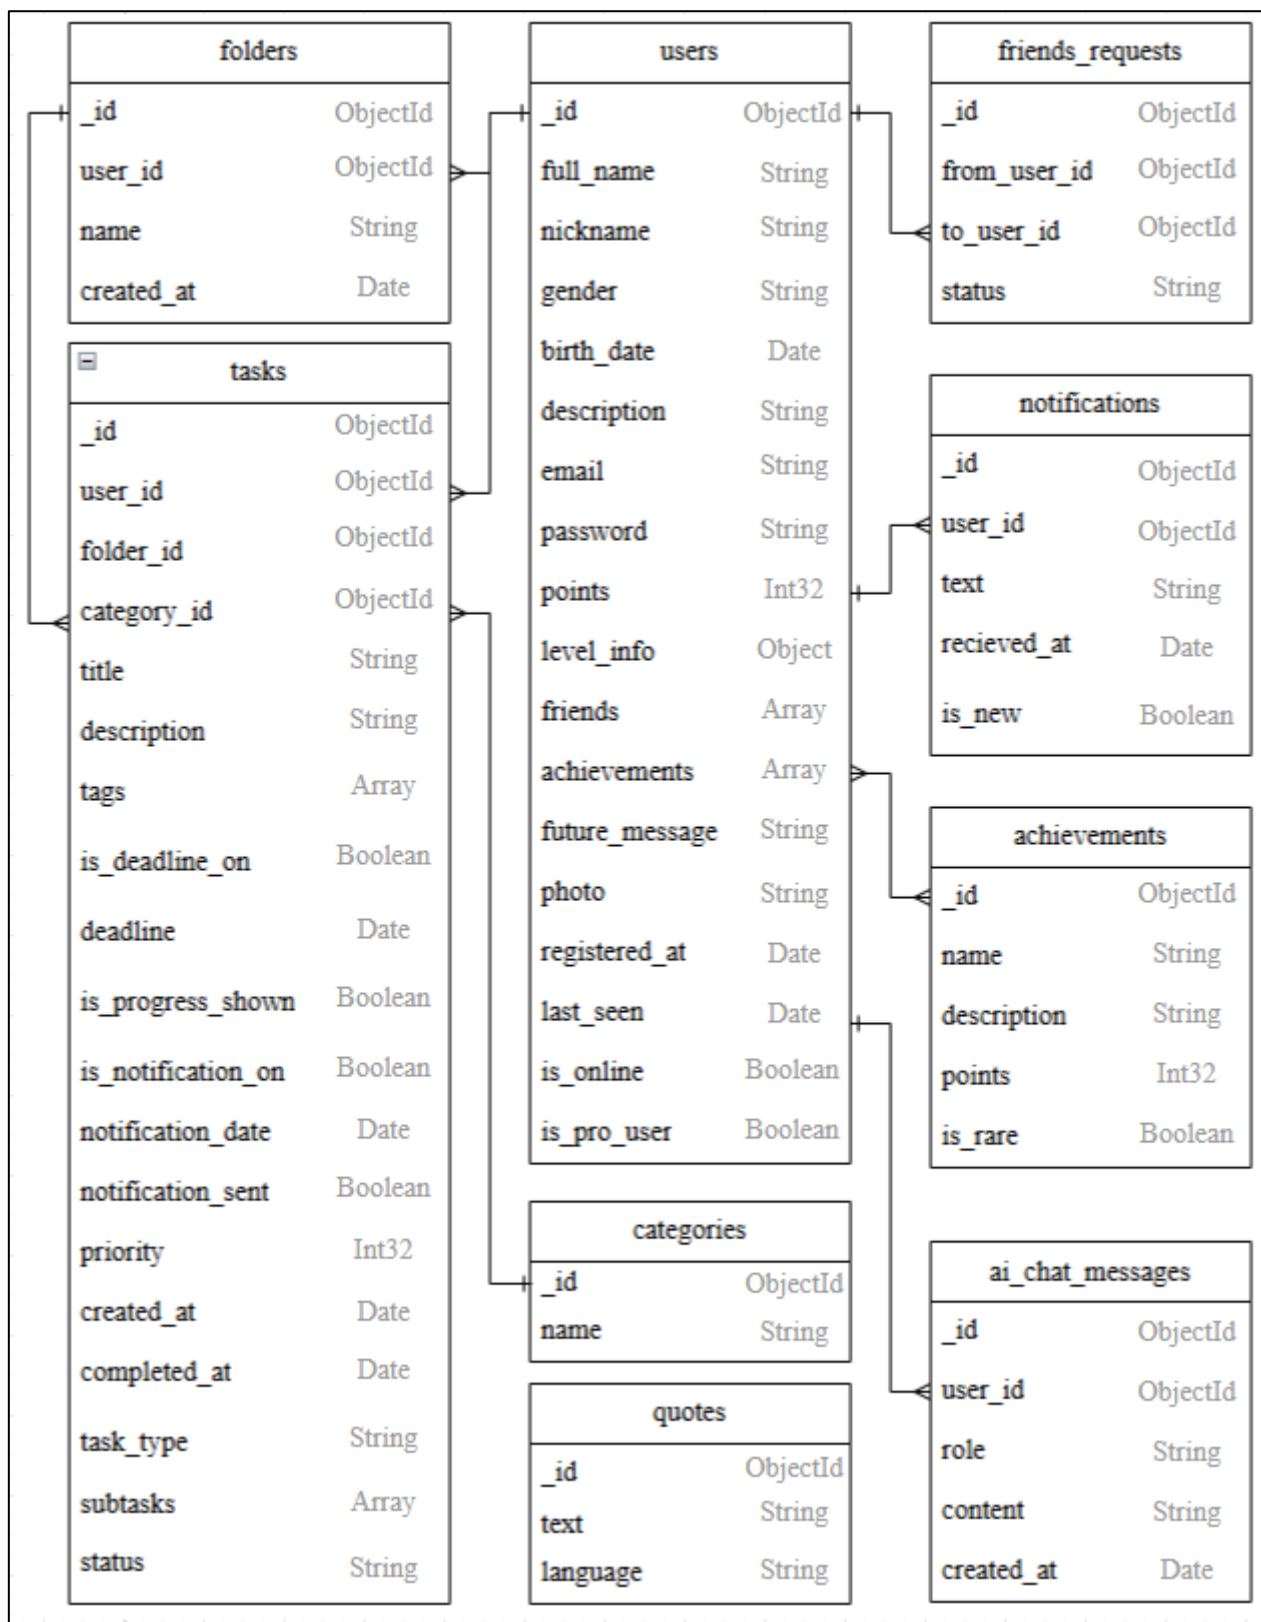 folders
_id ObjectId
user_id ObjectId
name String
created_at Date
tasks
_id ObjectId
user_id ObjectId
folder_id ObjectId
category_id ObjectId
title String
description String
tags Array
is_deadline_on Boolean
deadline Date
is_progress_shown Boolean
is_notification_on Boolean
notification_date Date
notification_sent Boolean
priority Int32
created_at Date
completed_at Date
task_type String
subtasks Array
status String
users
_id ObjectId
full_name String
nickname String
gender String
birth_date Date
description String
email String
password String
points Int32
level_info Object
friends Array
achievements Array
future_message String
photo String
registered_at Date
last_seen Date
is_online Boolean
is_pro_user Boolean
categories
_id ObjectId
name String
quotes
_id ObjectId
text String
language String
friends_requests
_id ObjectId
from_user_id ObjectId
to_user_id ObjectId
status String
notifications
_id ObjectId
user_id ObjectId
text String
recieved_at Date
is_new Boolean
achievements
_id ObjectId
name String
description String
points Int32
is_rare Boolean
ai_chat_messages
_id ObjectId
user_id ObjectId
role String
content String
created_at Date